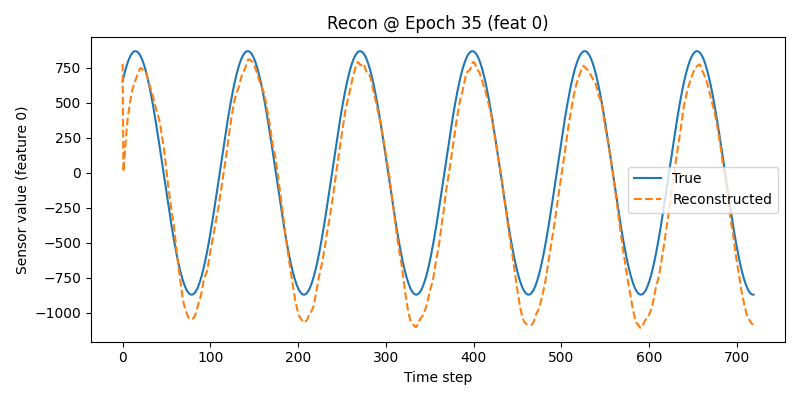 Recon @ Epoch 35 (feat 0)
Sensor value (feature 0)
750
500
250
0
−250
−500
−750
−1000
True
Reconstructed
0 100 200 300 400 500 600 700
Time step